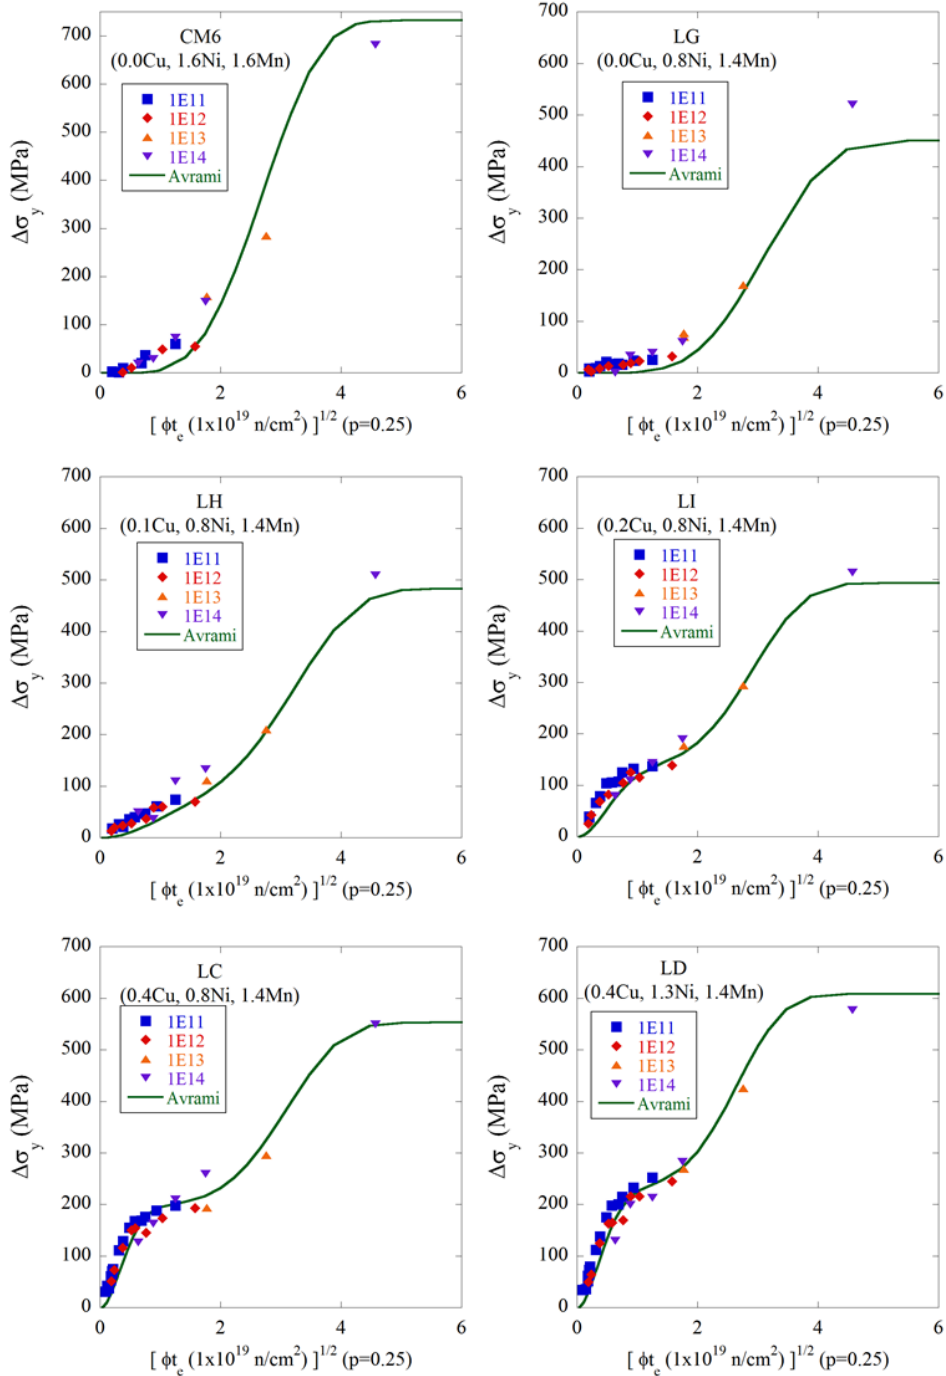 CM6
(0.0Cu, 1.6Ni, 1.6Mn)
1E11
1E12
1E13
1E14
Avrami
Δσy (MPa)
700
600
500
400
300
200
100
0
0 2 4 6
[ ϕte (1x10^19 n/cm^2) ]^1/2 (p=0.25)
LG
(0.0Cu, 0.8Ni, 1.4Mn)
1E11
1E12
1E13
1E14
Avrami
Δσy (MPa)
700
600
500
400
300
200
100
0
0 2 4 6
[ ϕte (1x10^19 n/cm^2) ]^1/2 (p=0.25)
LH
(0.1Cu, 0.8Ni, 1.4Mn)
1E11
1E12
1E13
1E14
Avrami
Δσy (MPa)
700
600
500
400
300
200
100
0
0 2 4 6
[ ϕte (1x10^19 n/cm^2) ]^1/2 (p=0.25)
LI
(0.2Cu, 0.8Ni, 1.4Mn)
1E11
1E12
1E13
1E14
Avrami
Δσy (MPa)
700
600
500
400
300
200
100
0
0 2 4 6
[ ϕte (1x10^19 n/cm^2) ]^1/2 (p=0.25)
LC
(0.4Cu, 0.8Ni, 1.4Mn)
1E11
1E12
1E13
1E14
Avrami
Δσy (MPa)
700
600
500
400
300
200
100
0
0 2 4 6
[ ϕte (1x10^19 n/cm^2) ]^1/2 (p=0.25)
LD
(0.4Cu, 1.3Ni, 1.4Mn)
1E11
1E12
1E13
1E14
Avrami
Δσy (MPa)
700
600
500
400
300
200
100
0
0 2 4 6
[ ϕte (1x10^19 n/cm^2) ]^1/2 (p=0.25)